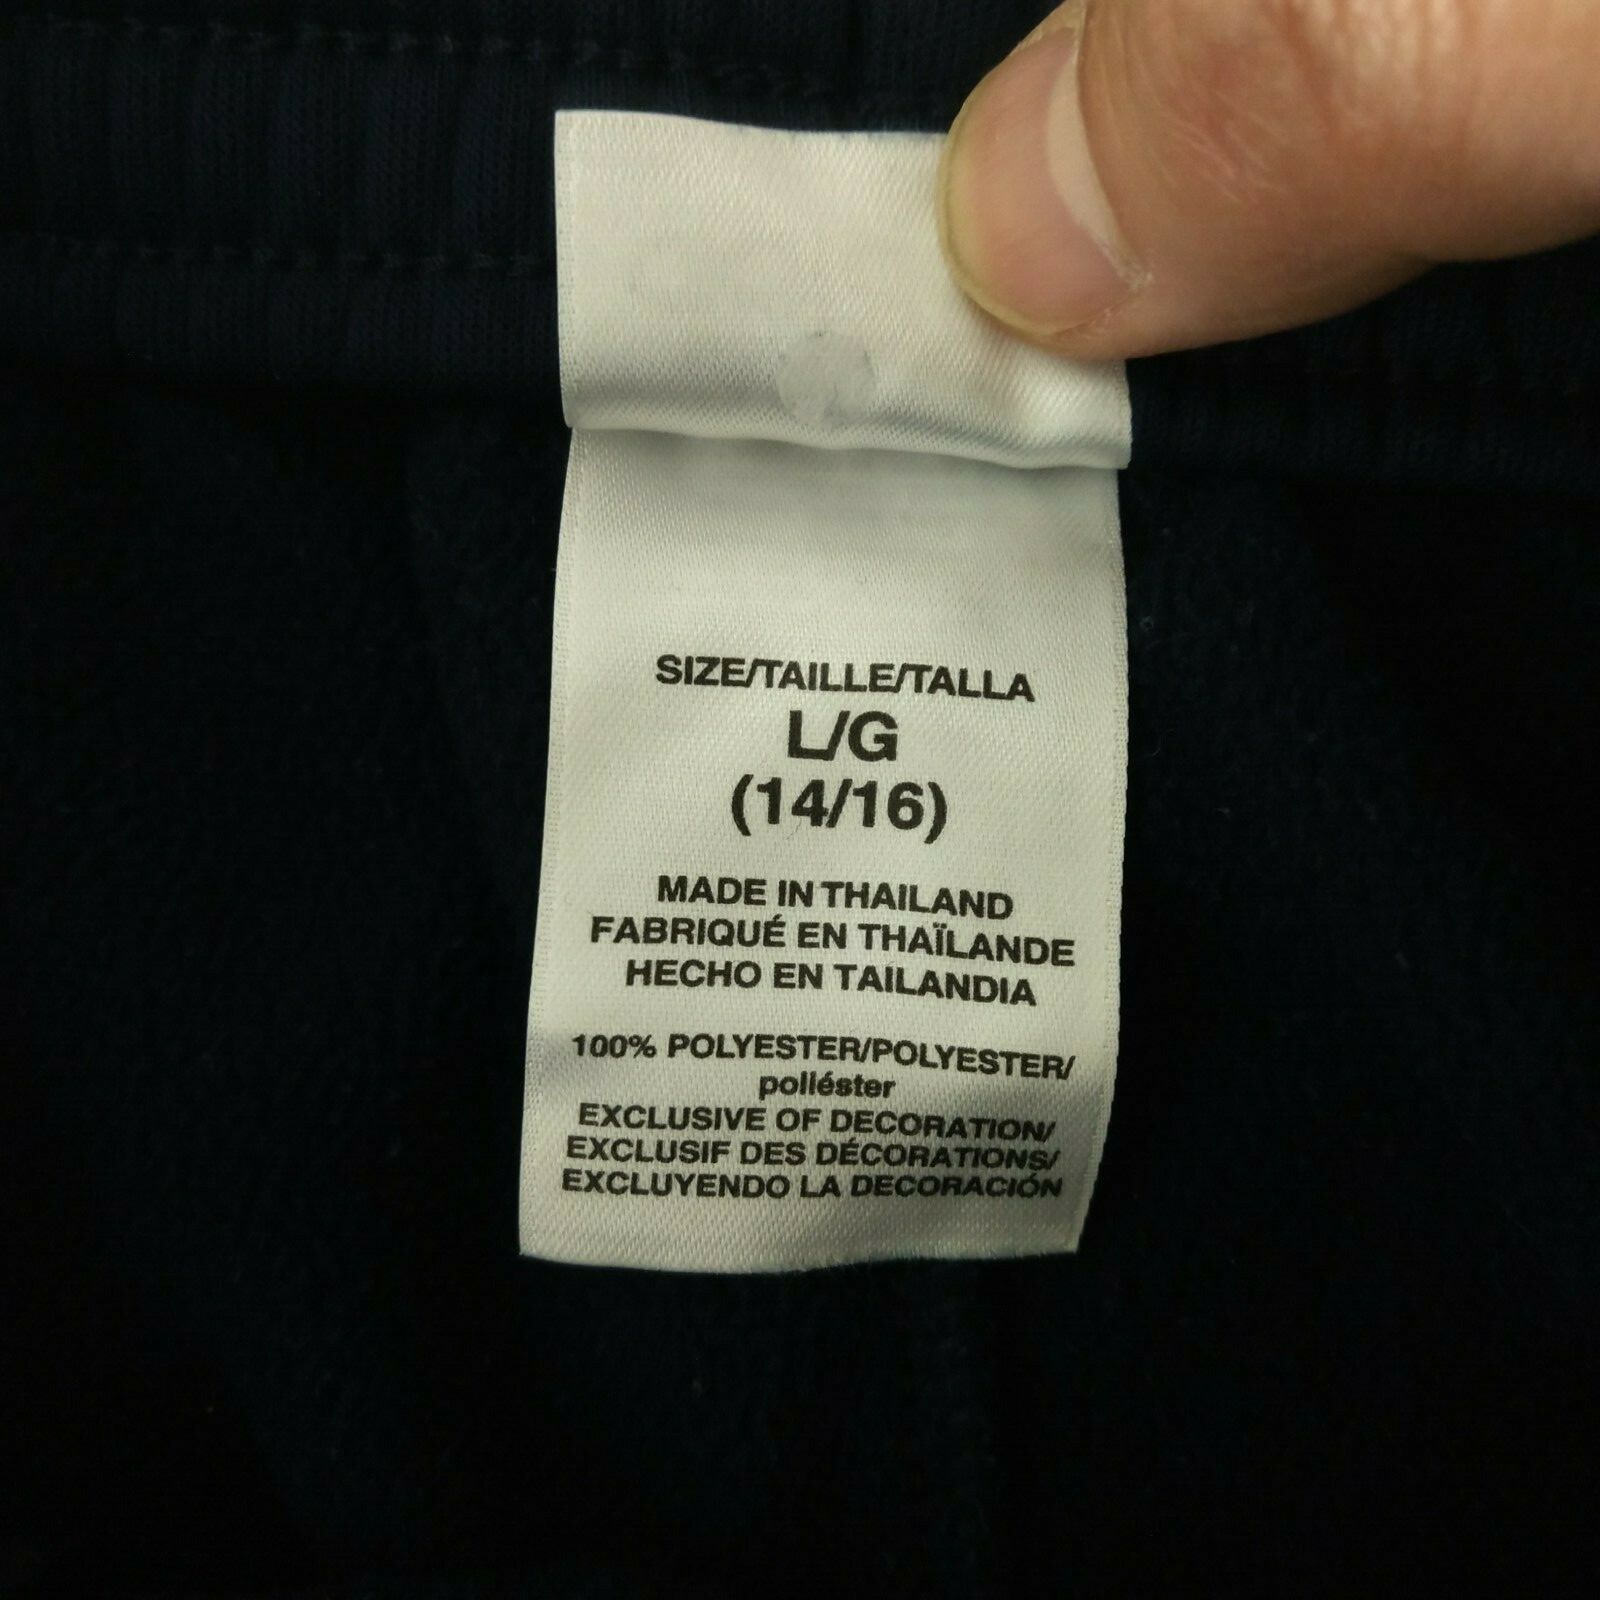 SIZE/TAILLE/TALLA
L/G
(14/16)
MADE IN THAILAND
FABRIQUÉ EN THAÏLANDE
HECHO EN TAILANDIA
100% POLYESTER/POLYESTER/
poliéster
EXCLUSIVE OF DECORATION/
EXCLUSIF DES DÉCORATIONS/
EXCLUYENDO LA DECORACIÓN